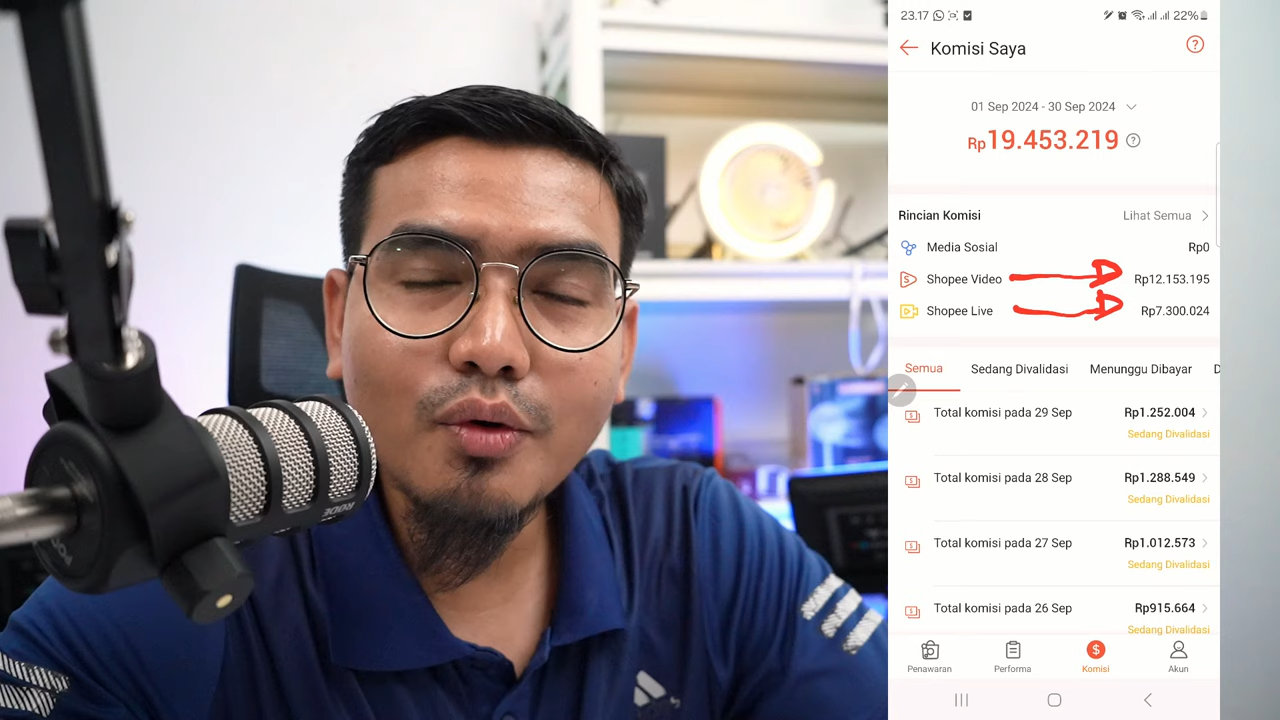 23.17
22%
Komisi Saya
01 Sep 2024 - 30 Sep 2024
Rp19.453.219
Rincian Komisi Lihat Semua
Media Sosial Rp0
Shopee Video Rp12.153.195
Shopee Live Rp7.300.024
Semua Sedang Divalidasi Menunggu Dibayar D
Total komisi pada 29 Sep Rp1.252.004
Sedang Divalidasi
Total komisi pada 28 Sep Rp1.288.549
Sedang Divalidasi
Total komisi pada 27 Sep Rp1.012.573
Sedang Divalidasi
Total komisi pada 26 Sep Rp915.664
Sedang Divalidasi
Penawaran Performa Komisi Akun
RODE